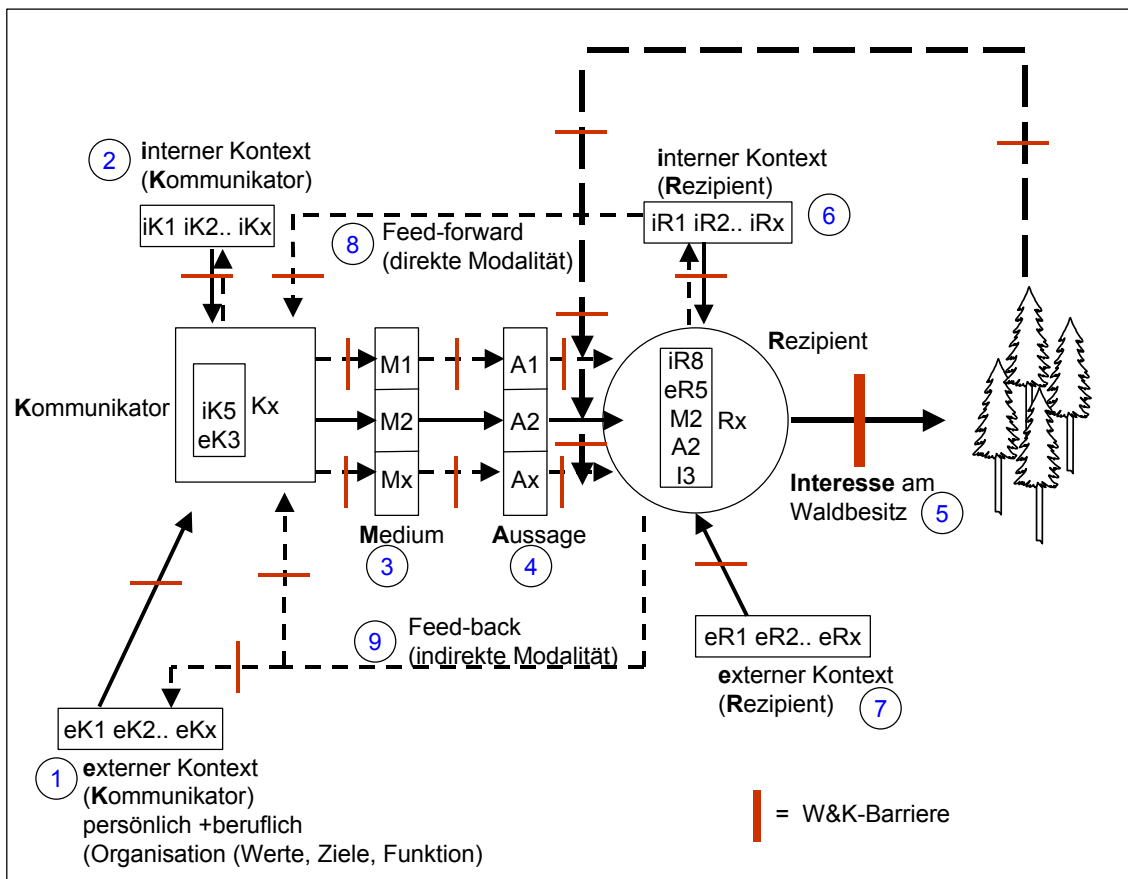 2
interner Kontext
(Kommunikator)
iK1 iK2.. iKx
interner Kontext
(Rezipient)
iR1 iR2.. iRx
6
8
Feed-forward
(direkte Modalität)
Kommunikator
iK5
eK3
Kx
M1
M2
Mx
Medium
3
A1
A2
Ax
Aussage
4
Rezipient
iR8
eR5
M2
A2
I3
Rx
Interesse am
Waldbesitz
5
9
Feed-back
(indirekte Modalität)
eR1 eR2.. eRx
externer Kontext
(Rezipient)
7
eK1 eK2.. eKx
1
externer Kontext
(Kommunikator)
persönlich +beruflich
(Organisation (Werte, Ziele, Funktion)
= W&K-Barriere